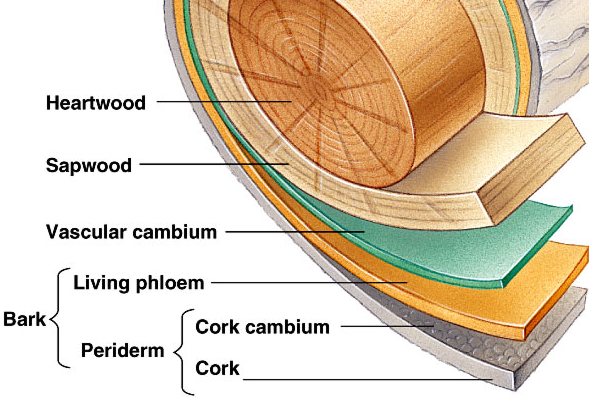 Heartwood
Sapwood
Vascular cambium
Living phloem
Bark
Cork cambium
Periderm
Cork